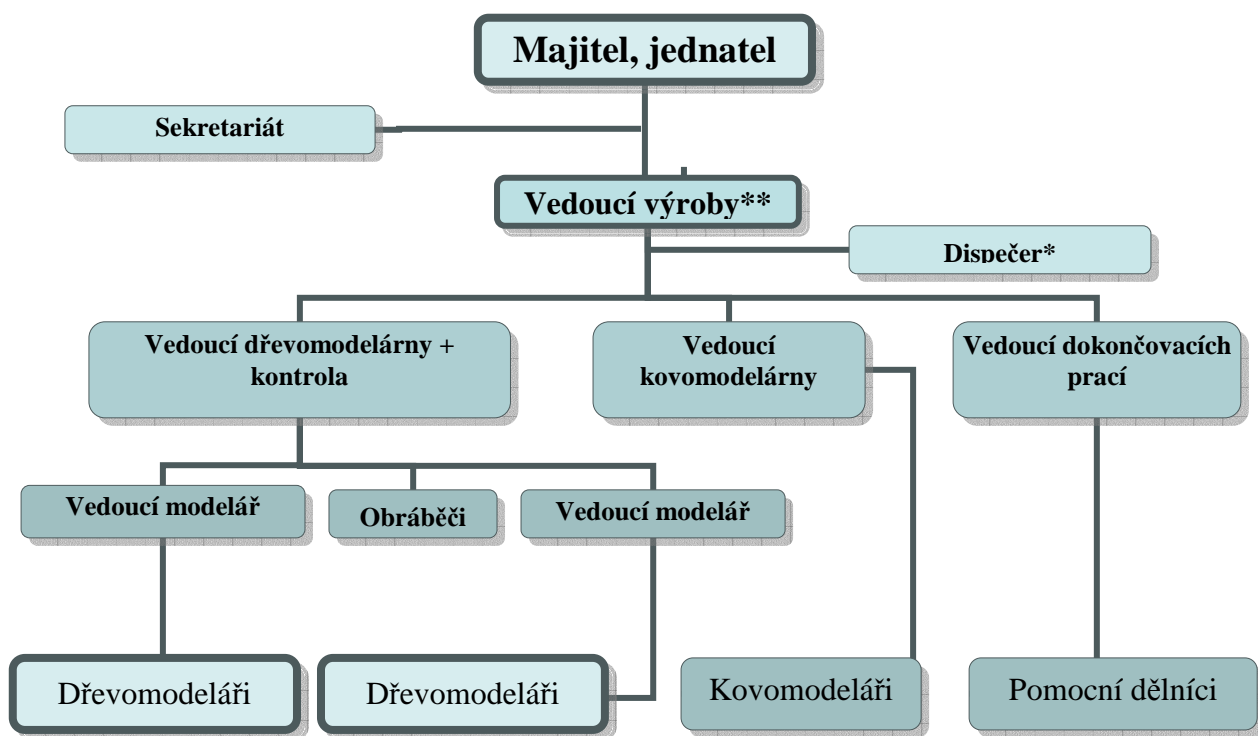 Majitel, jednatel
Sekretariát
Vedoucí výroby**
Dispečer*
Vedoucí dřevomodelárny +
kontrola
Vedoucí
kovomodelárny
Vedoucí dokončovacích
prací
Vedoucí modelář
Obráběči
Vedoucí modelář
Dřevomodeláři
Dřevomodeláři
Kovomodeláři
Pomocní dělníci